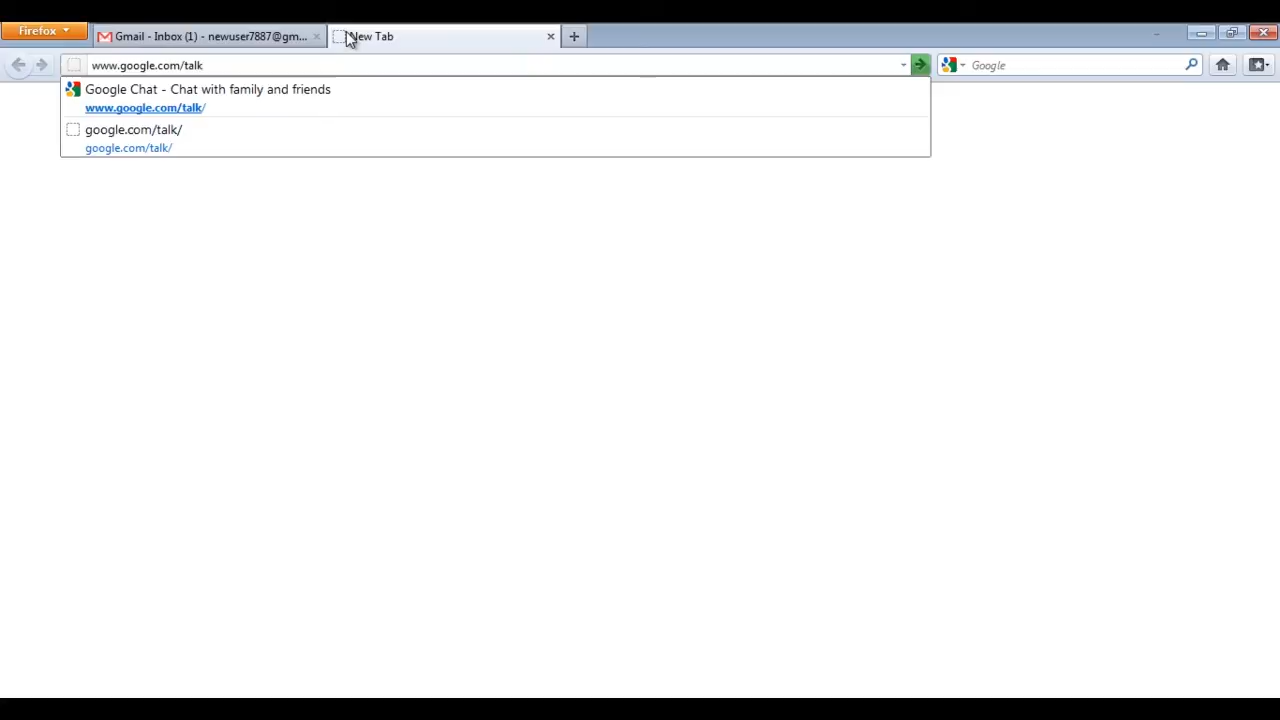 Firefox
Gmail - Inbox (1) - newuser7887@gm...
New Tab
www.google.com/talk
Google
Google Chat - Chat with family and friends
www.google.com/talk/
google.com/talk/
google.com/talk/